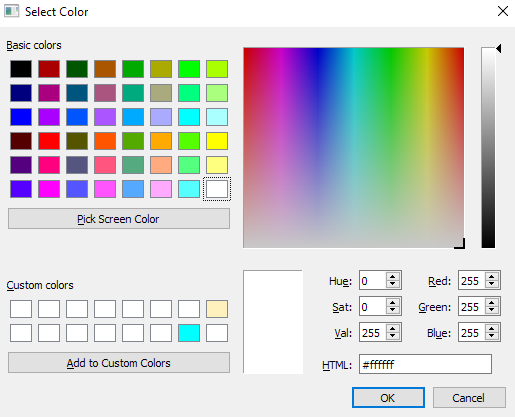 Select Color
Basic colors
Pick Screen Color
Custom colors
Add to Custom Colors
Hue: 0 Red: 255
Sat: 0 Green: 255
Val: 255 Blue: 255
HTML: #ffffff
OK Cancel